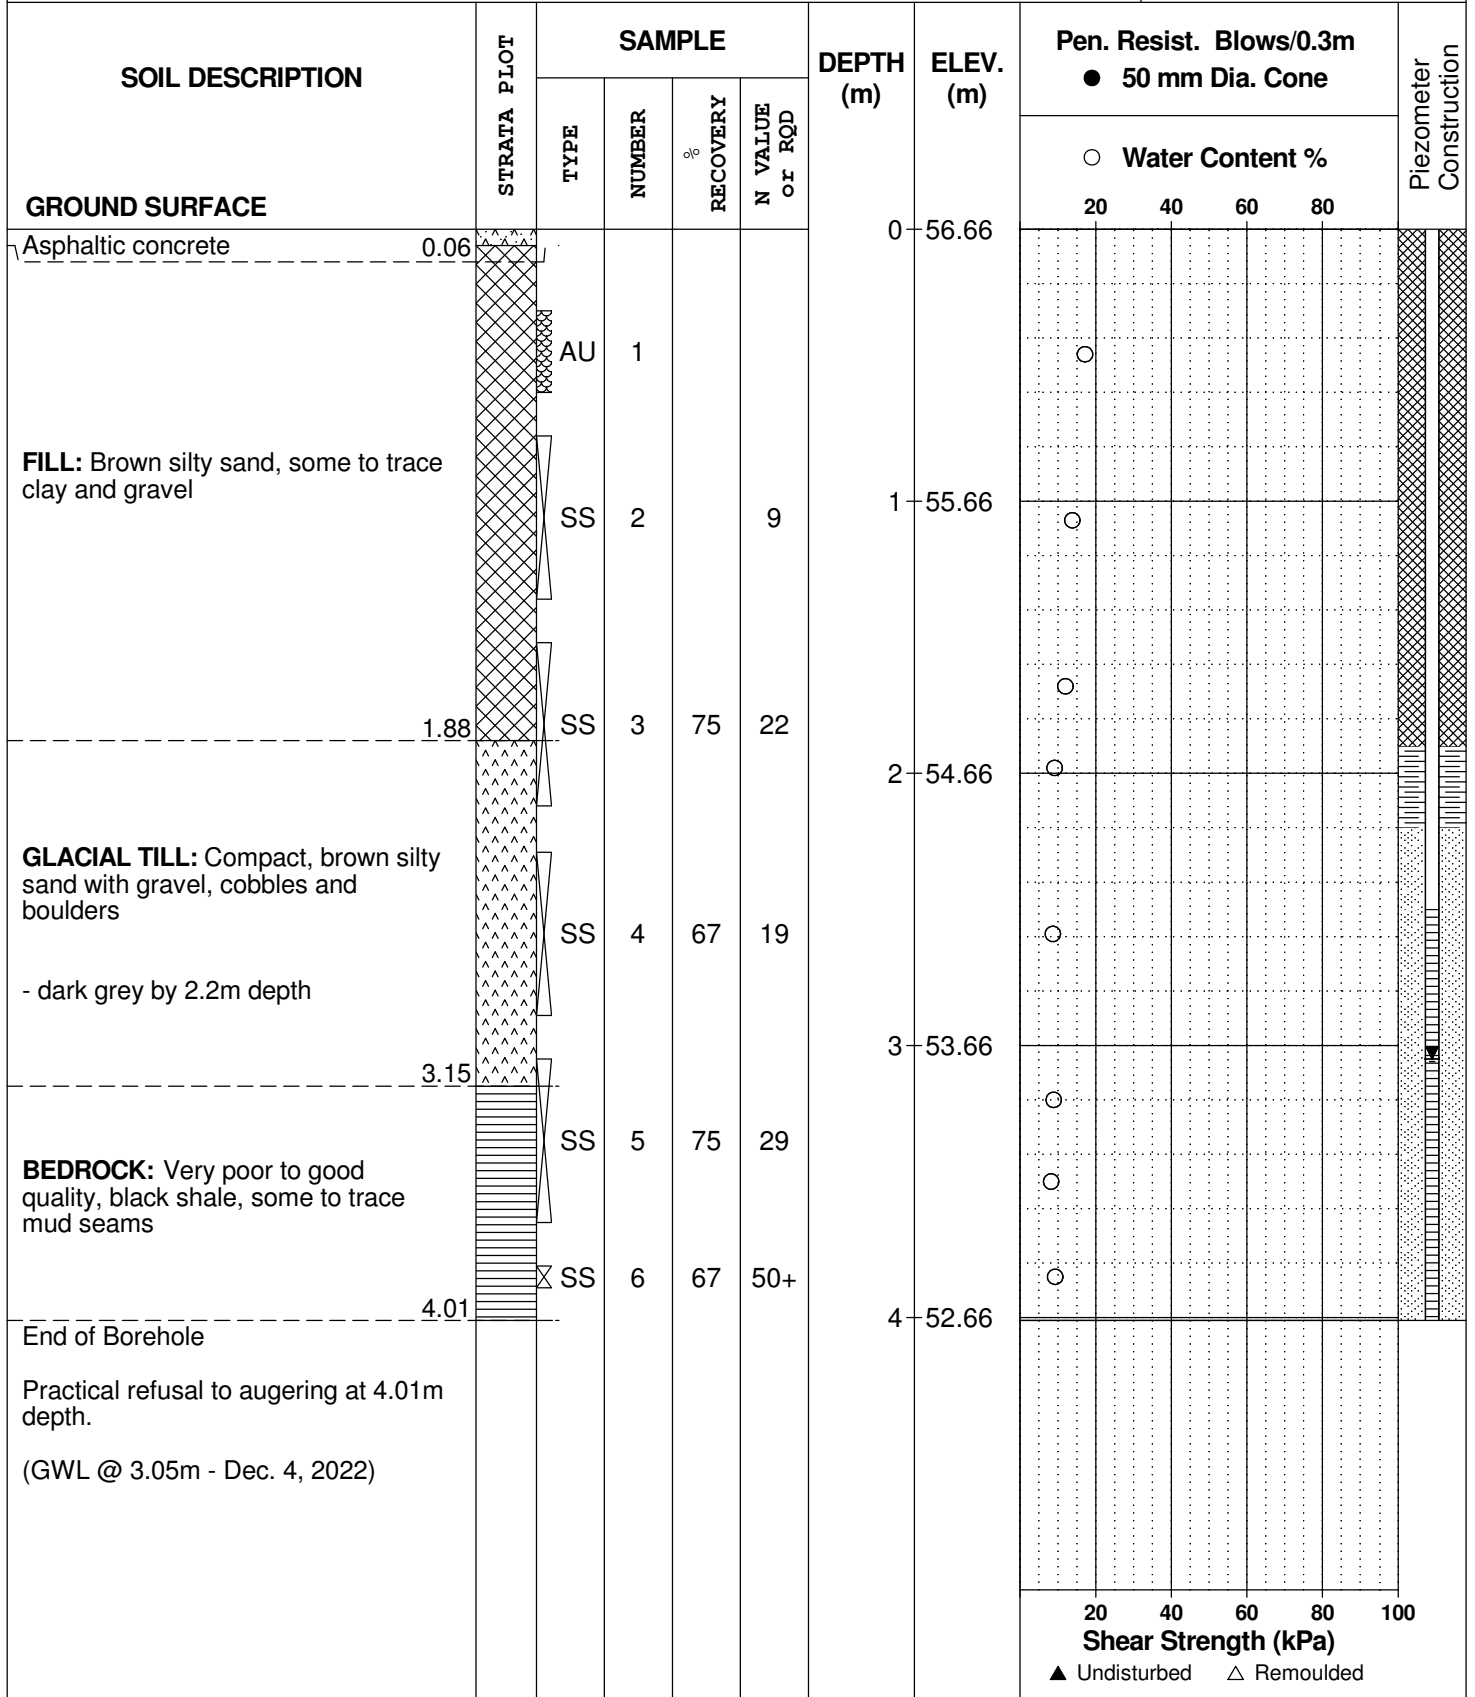 SOIL DESCRIPTION
GROUND SURFACE
STRATA PLOT
SAMPLE
TYPE
NUMBER
%
RECOVERY
N VALUE
or RQD
DEPTH
(m)
ELEV.
(m)
Pen. Resist. Blows/0.3m
● 50 mm Dia. Cone
○ Water Content %
20 40 60 80
Piezometer
Construction
0 56.66
Asphaltic concrete 0.06
AU 1
FILL: Brown silty sand, some to trace
clay and gravel
1 55.66
SS 2 9
1.88
SS 3 75 22
2 54.66
GLACIAL TILL: Compact, brown silty
sand with gravel, cobbles and
boulders
SS 4 67 19
- dark grey by 2.2m depth
3 53.66
3.15
SS 5 75 29
BEDROCK: Very poor to good
quality, black shale, some to trace
mud seams
SS 6 67 50+
4.01
4 52.66
End of Borehole
Practical refusal to augering at 4.01m
depth.
(GWL @ 3.05m - Dec. 4, 2022)
20 40 60 80 100
Shear Strength (kPa)
▲ Undisturbed △ Remoulded